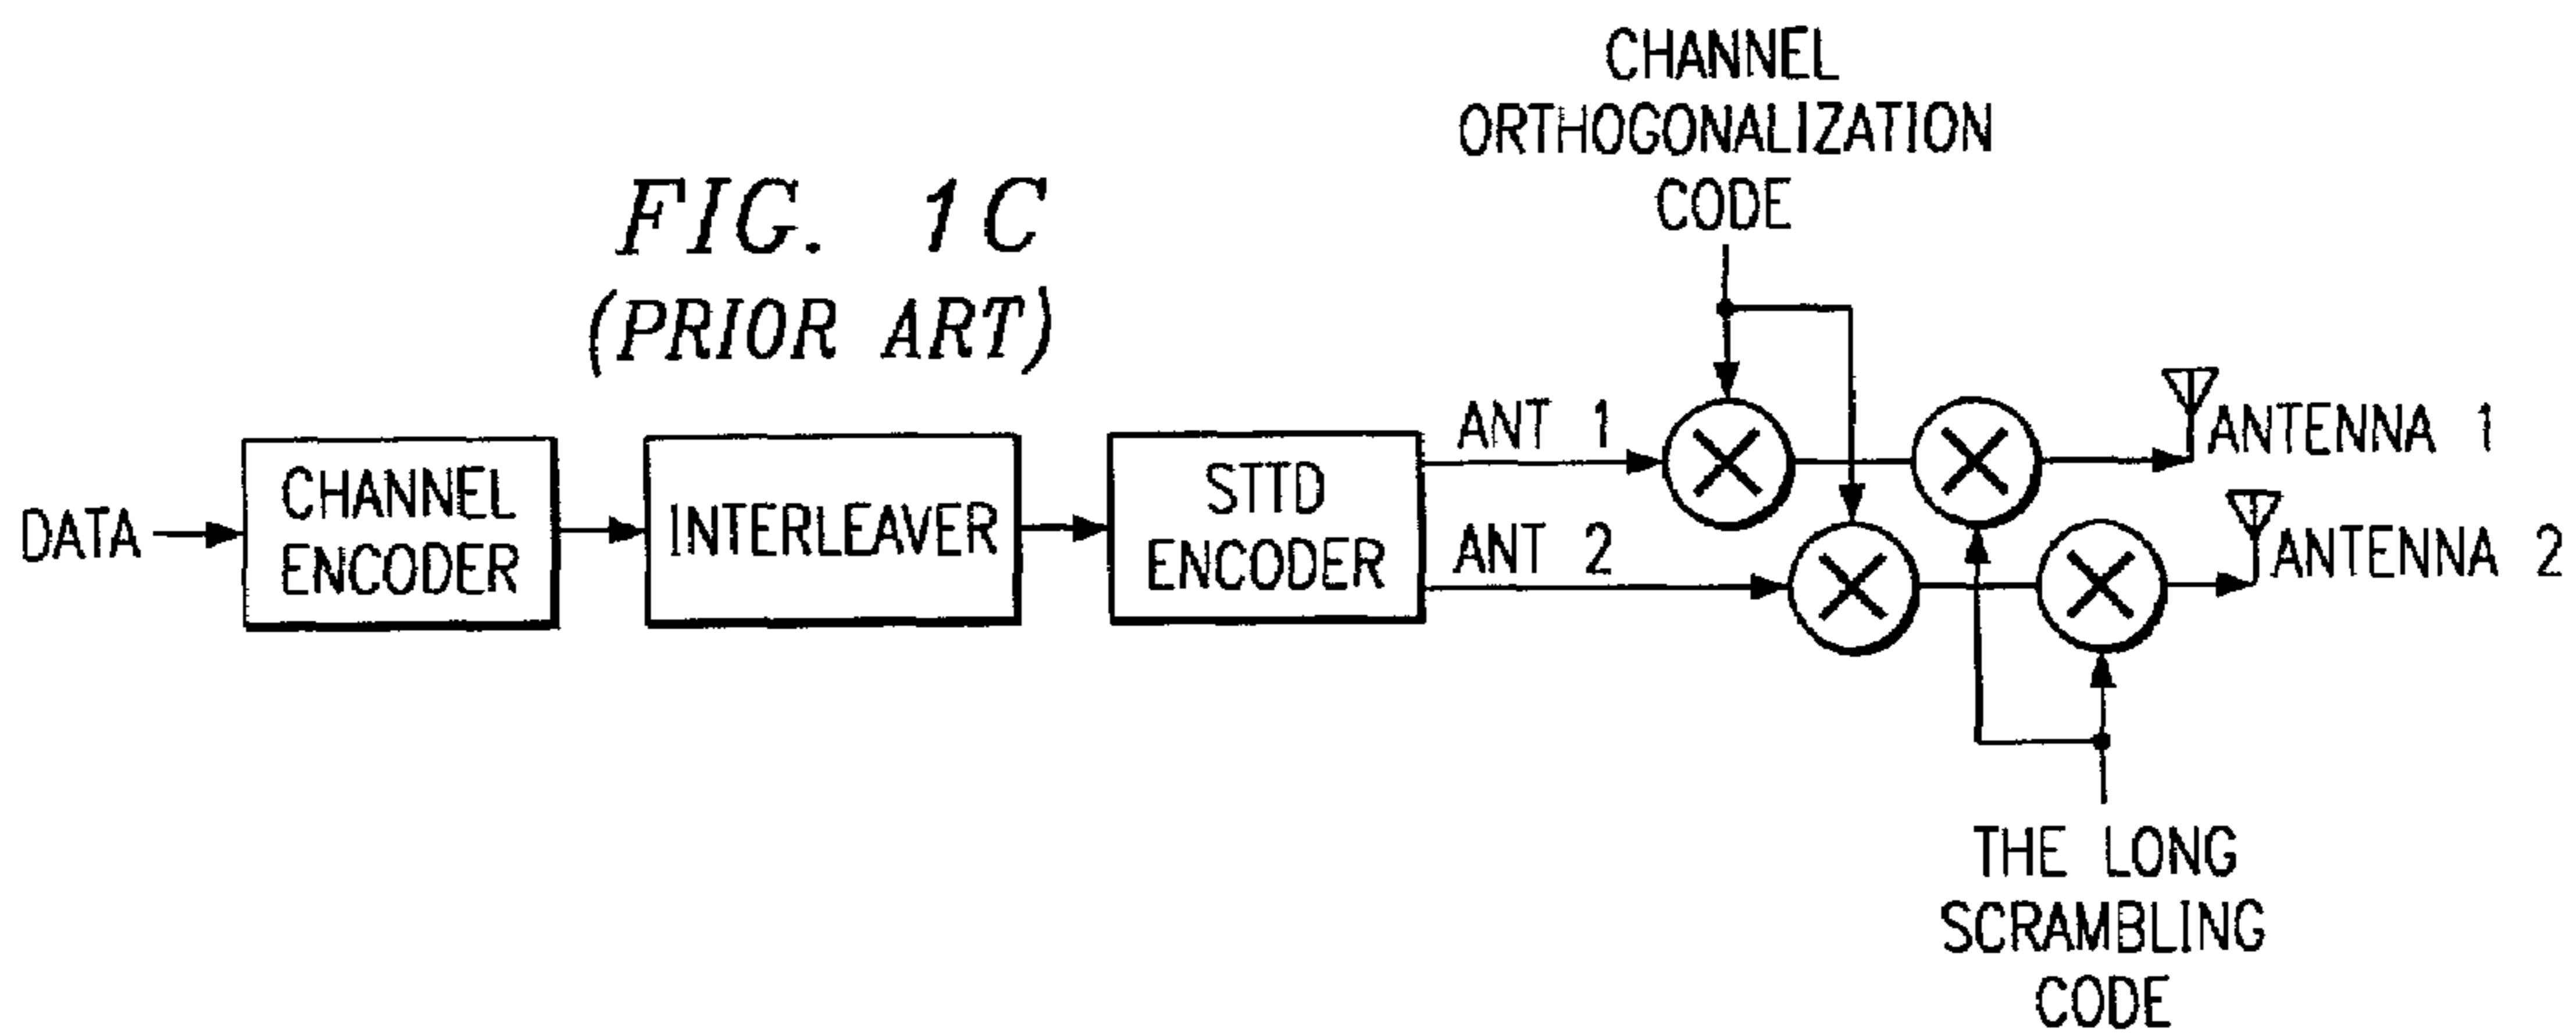 CHANNEL
ORTHOGONALIZATION
CODE
FIG. 1C
(PRIOR ART)
DATA
CHANNEL
ENCODER
INTERLEAVER
STTD
ENCODER
ANT 1
ANT 2
ANTENNA 1
ANTENNA 2
THE LONG
SCRAMBLING
CODE